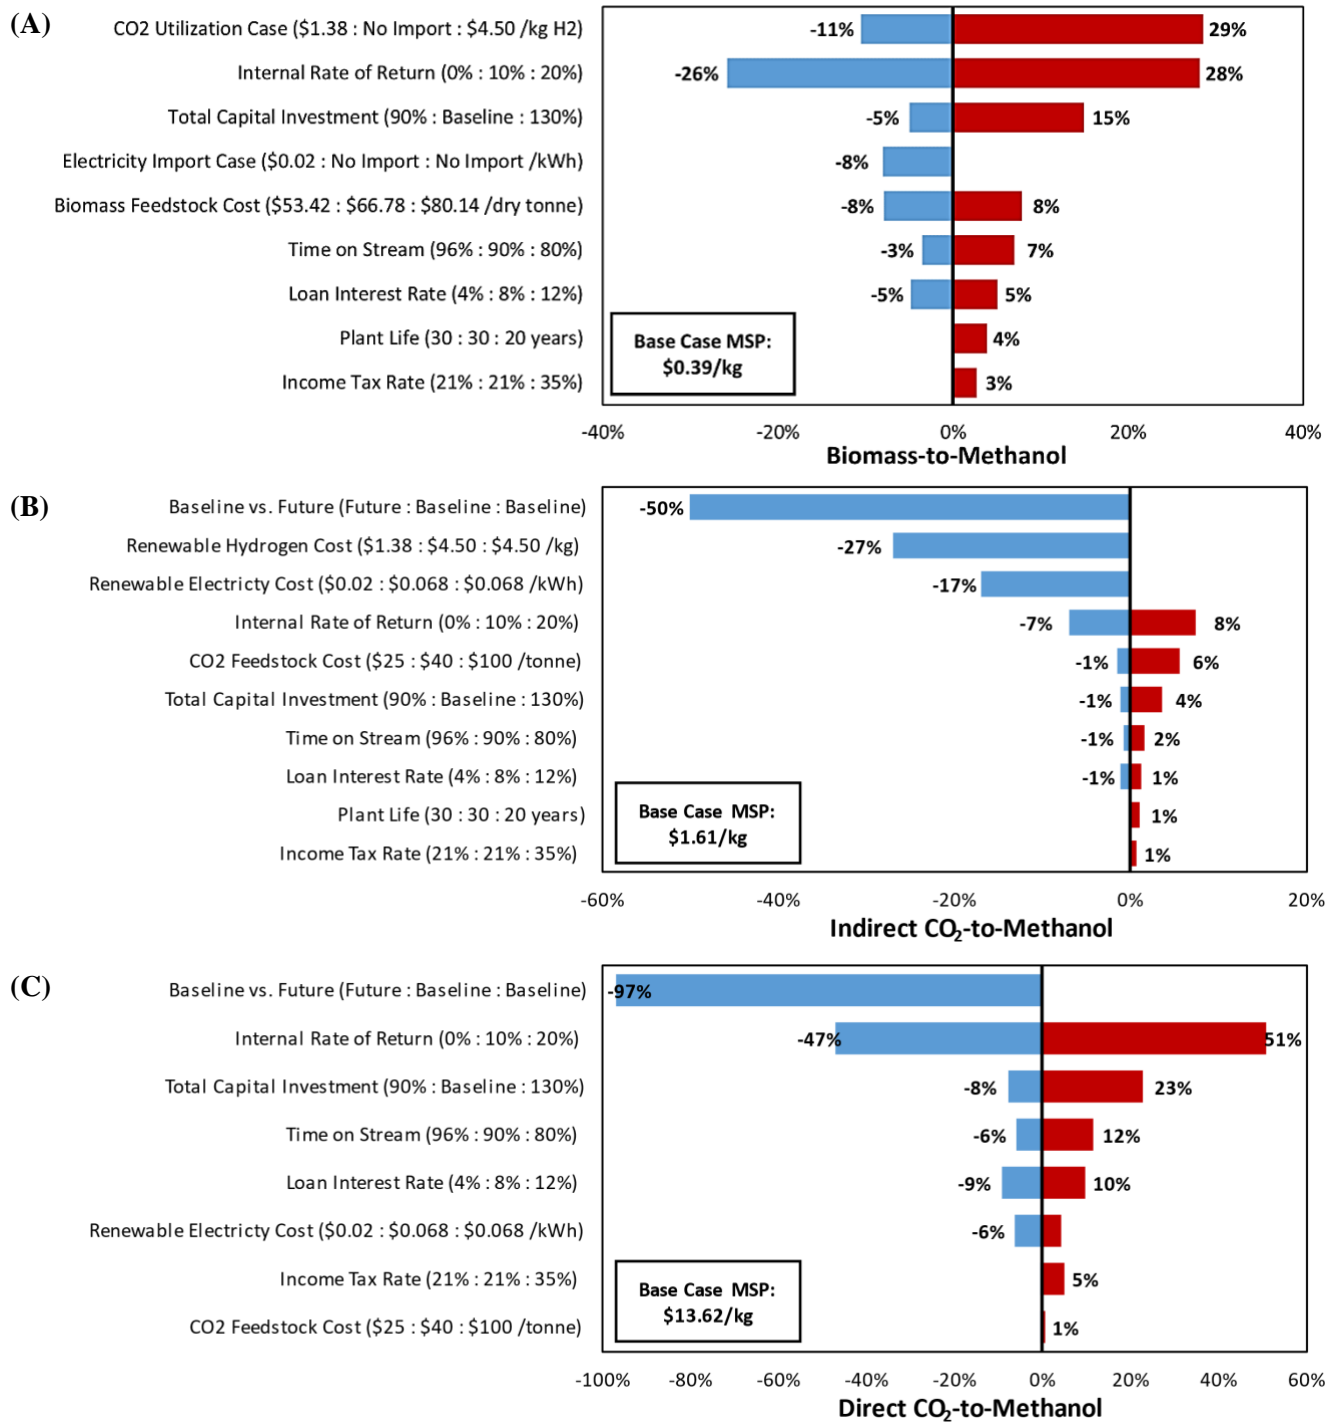 (A)
CO2 Utilization Case ($1.38 : No Import : $4.50 /kg H2)
-11%
29%
Internal Rate of Return (0% : 10% : 20%)
-26%
28%
Total Capital Investment (90% : Baseline : 130%)
-5%
15%
Electricity Import Case ($0.02 : No Import : No Import /kWh)
-8%
Biomass Feedstock Cost ($53.42 : $66.78 : $80.14 /dry tonne)
-8%
8%
Time on Stream (96% : 90% : 80%)
-3%
7%
Loan Interest Rate (4% : 8% : 12%)
-5%
5%
Plant Life (30 : 30 : 20 years)
4%
Income Tax Rate (21% : 21% : 35%)
3%
Base Case MSP:
$0.39/kg
-40% -20% 0% 20% 40%
Biomass-to-Methanol
(B)
Baseline vs. Future (Future : Baseline : Baseline)
-50%
Renewable Hydrogen Cost ($1.38 : $4.50 : $4.50 /kg)
-27%
Renewable Electricty Cost ($0.02 : $0.068 : $0.068 /kWh)
-17%
Internal Rate of Return (0% : 10% : 20%)
-7%
8%
CO2 Feedstock Cost ($25 : $40 : $100 /tonne)
-1%
6%
Total Capital Investment (90% : Baseline : 130%)
-1%
4%
Time on Stream (96% : 90% : 80%)
-1%
2%
Loan Interest Rate (4% : 8% : 12%)
-1%
1%
Plant Life (30 : 30 : 20 years)
1%
Income Tax Rate (21% : 21% : 35%)
1%
Base Case MSP:
$1.61/kg
-60% -40% -20% 0% 20%
Indirect CO₂-to-Methanol
(C)
Baseline vs. Future (Future : Baseline : Baseline)
-97%
Internal Rate of Return (0% : 10% : 20%)
-47%
51%
Total Capital Investment (90% : Baseline : 130%)
-8%
23%
Time on Stream (96% : 90% : 80%)
-6%
12%
Loan Interest Rate (4% : 8% : 12%)
-9%
10%
Renewable Electricty Cost ($0.02 : $0.068 : $0.068 /kWh)
-6%
Income Tax Rate (21% : 21% : 35%)
5%
CO2 Feedstock Cost ($25 : $40 : $100 /tonne)
1%
Base Case MSP:
$13.62/kg
-100% -80% -60% -40% -20% 0% 20% 40% 60%
Direct CO₂-to-Methanol